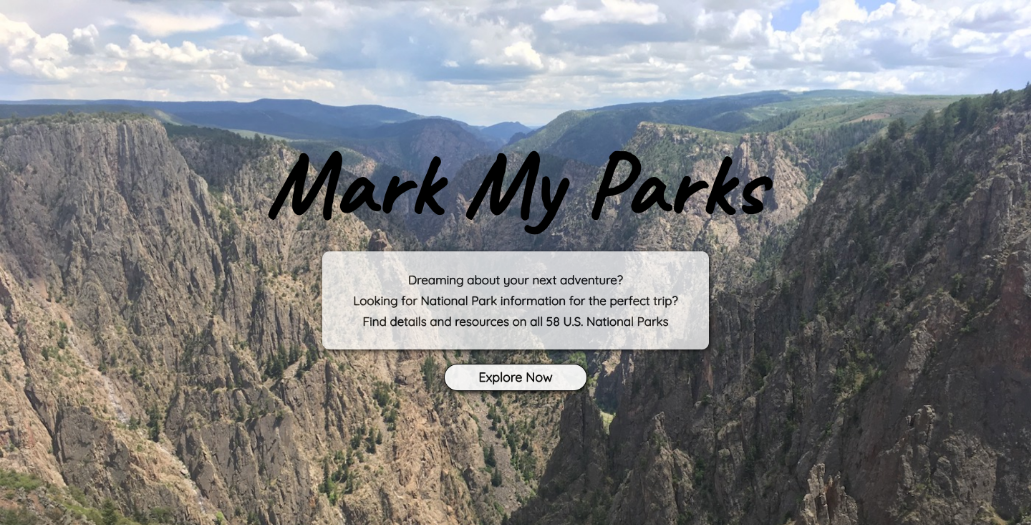 Mark My Parks
Dreaming about your next adventure?
Looking for National Park information for the perfect trip?
Find details and resources on all 58 U.S. National Parks
Explore Now